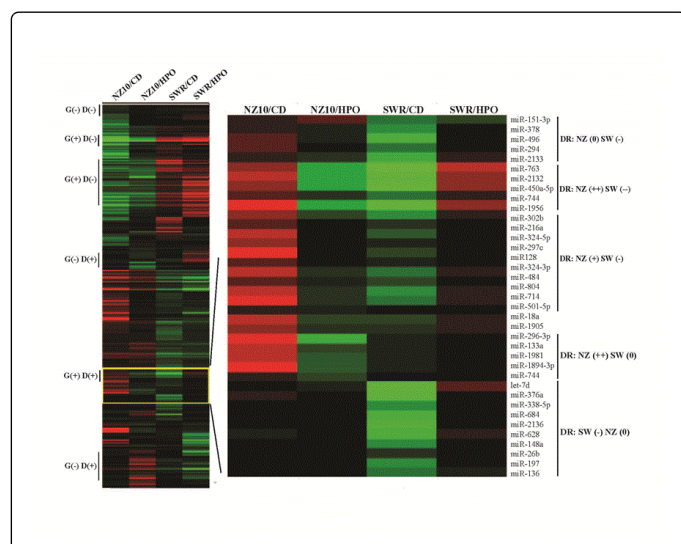 NZ10/CD NZ10/HPO SWR/CD SWR/HPO
G(-) D(-)
G(+) D(-)
G(+) D(-)
G(-) D(+)
G(+) D(+)
G(-) D(+)
NZ10/CD NZ10/HPO SWR/CD SWR/HPO
miR-151-3p
miR-378
miR-496
miR-294
miR-2133
miR-763
miR-2132
miR-450a-5p
miR-744
miR-1956
miR-302b
miR-216a
miR-324-5p
miR-297c
miR128
miR-324-3p
miR-484
miR-804
miR-714
miR-501-5p
miR-18a
miR-1905
miR-296-3p
miR-133a
miR-1981
miR-1894-3p
miR-744
let-7d
miR-376a
miR-338-5p
miR-684
miR-2136
miR-628
miR-148a
miR-26b
miR-197
miR-136
DR: NZ (0) SW (-)
DR: NZ (++) SW (--)
DR: NZ (+) SW (-)
DR: NZ (++) SW (0)
DR: SW (-) NZ (0)